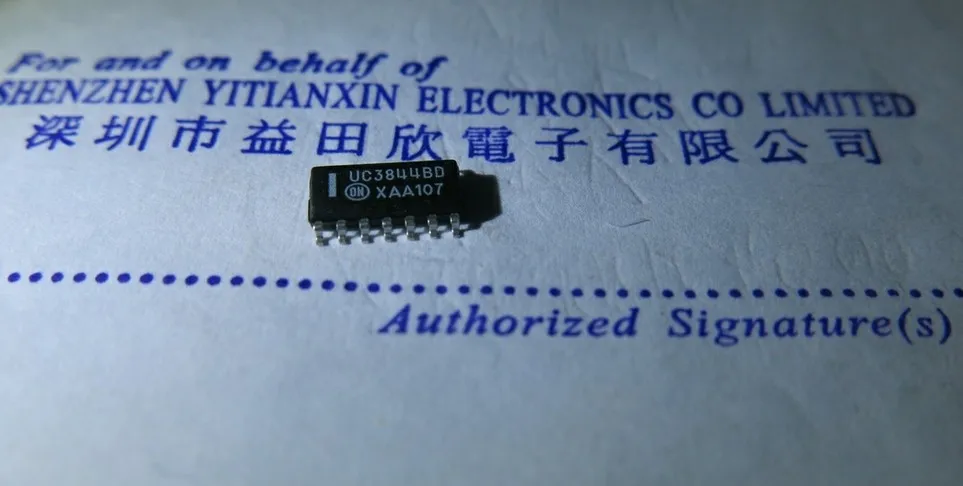 For and on behalf of
SHENZHEN YITIANXIN ELECTRONICS CO LIMITED
深圳市益田欣電子有限公司
UC3844BD
ON XAA107
Authorized Signature(s)